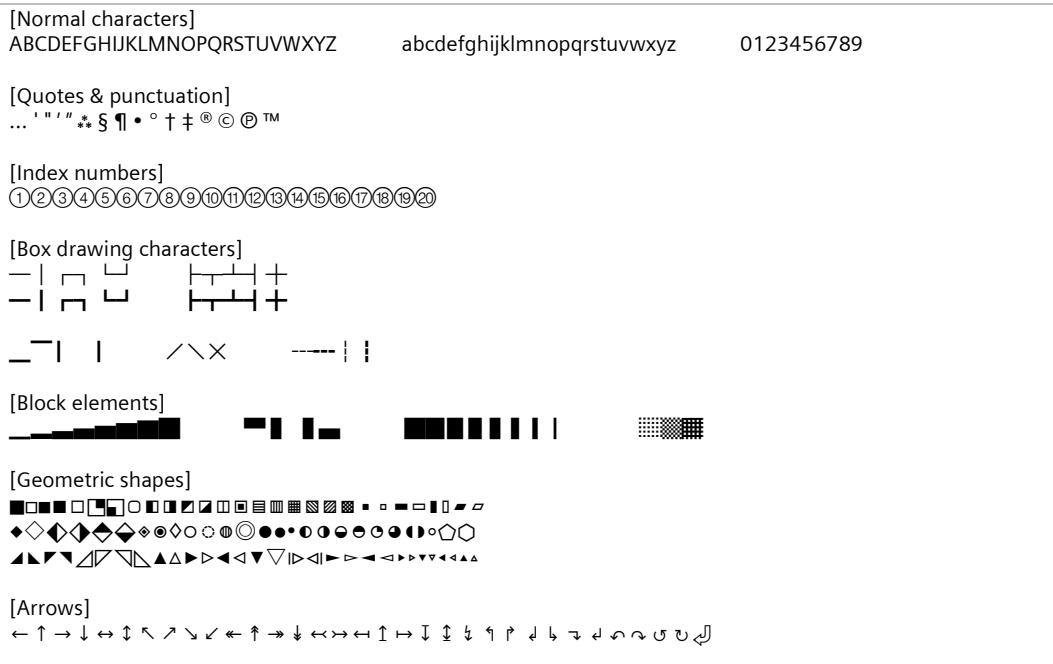 [Normal characters]
ABCDEFGHIJKLMNOPQRSTUVWXYZ abcdefghijklmnopqrstuvwxyz 0123456789
[Quotes & punctuation]
… ' " ′ ″ ⁂ § ¶ • ° † ‡ ® © ℗ ™
[Index numbers]
①②③④⑤⑥⑦⑧⑨⑩⑪⑫⑬⑭⑮⑯⑰⑱⑲⑳
[Box drawing characters]
─│┌─┐└─┘ ├┬┴┤┼
━┃┏━┓┗━┛ ┣┳┻┫╋
▁▔▏▕ ╱╲╳ ┄┅┆┇
[Block elements]
▁▂▃▄▅▆▇█ ▀▌▐▄ █▉▊▋▌▍▎▏ ░▒▓
[Geometric shapes]
[Arrows]
←↑→↓↔↕↖↗↘↙↞↟↠↡↢↣↤↥↦↧↨↯↰↱↲↳↴↵↶↷↺↻⏎